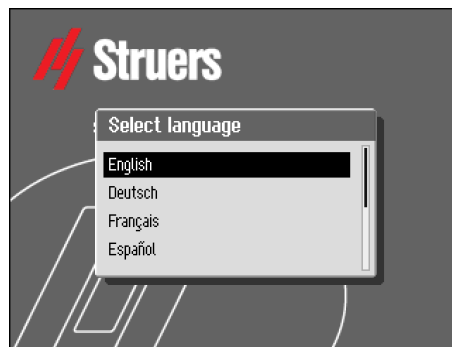 Struers
Select language
English
Deutsch
Français
Español